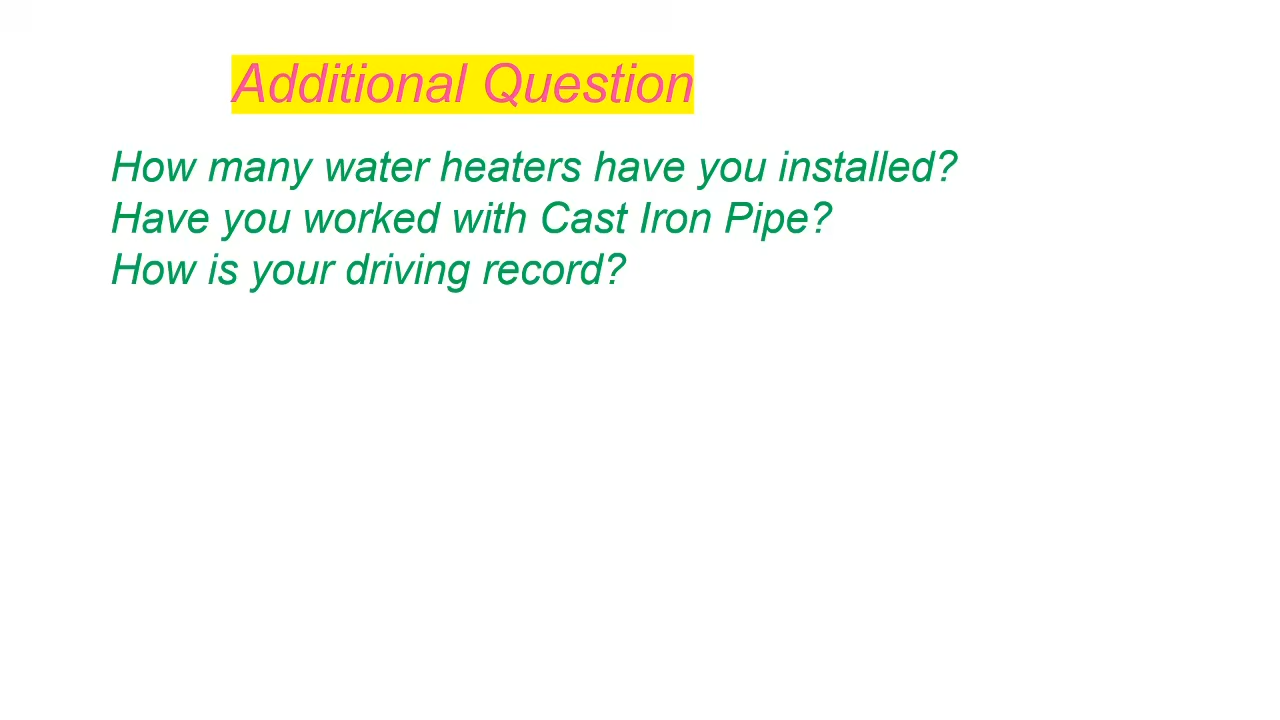 Additional Question
How many water heaters have you installed?
Have you worked with Cast Iron Pipe?
How is your driving record?